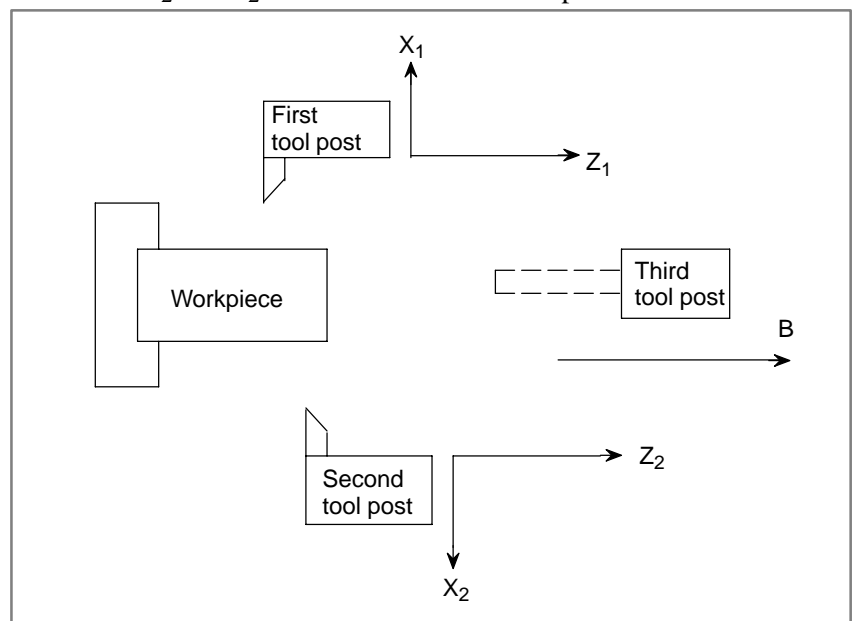 X1
First
tool post
Z1
Workpiece
Third
tool post
B
Second
tool post
Z2
X2